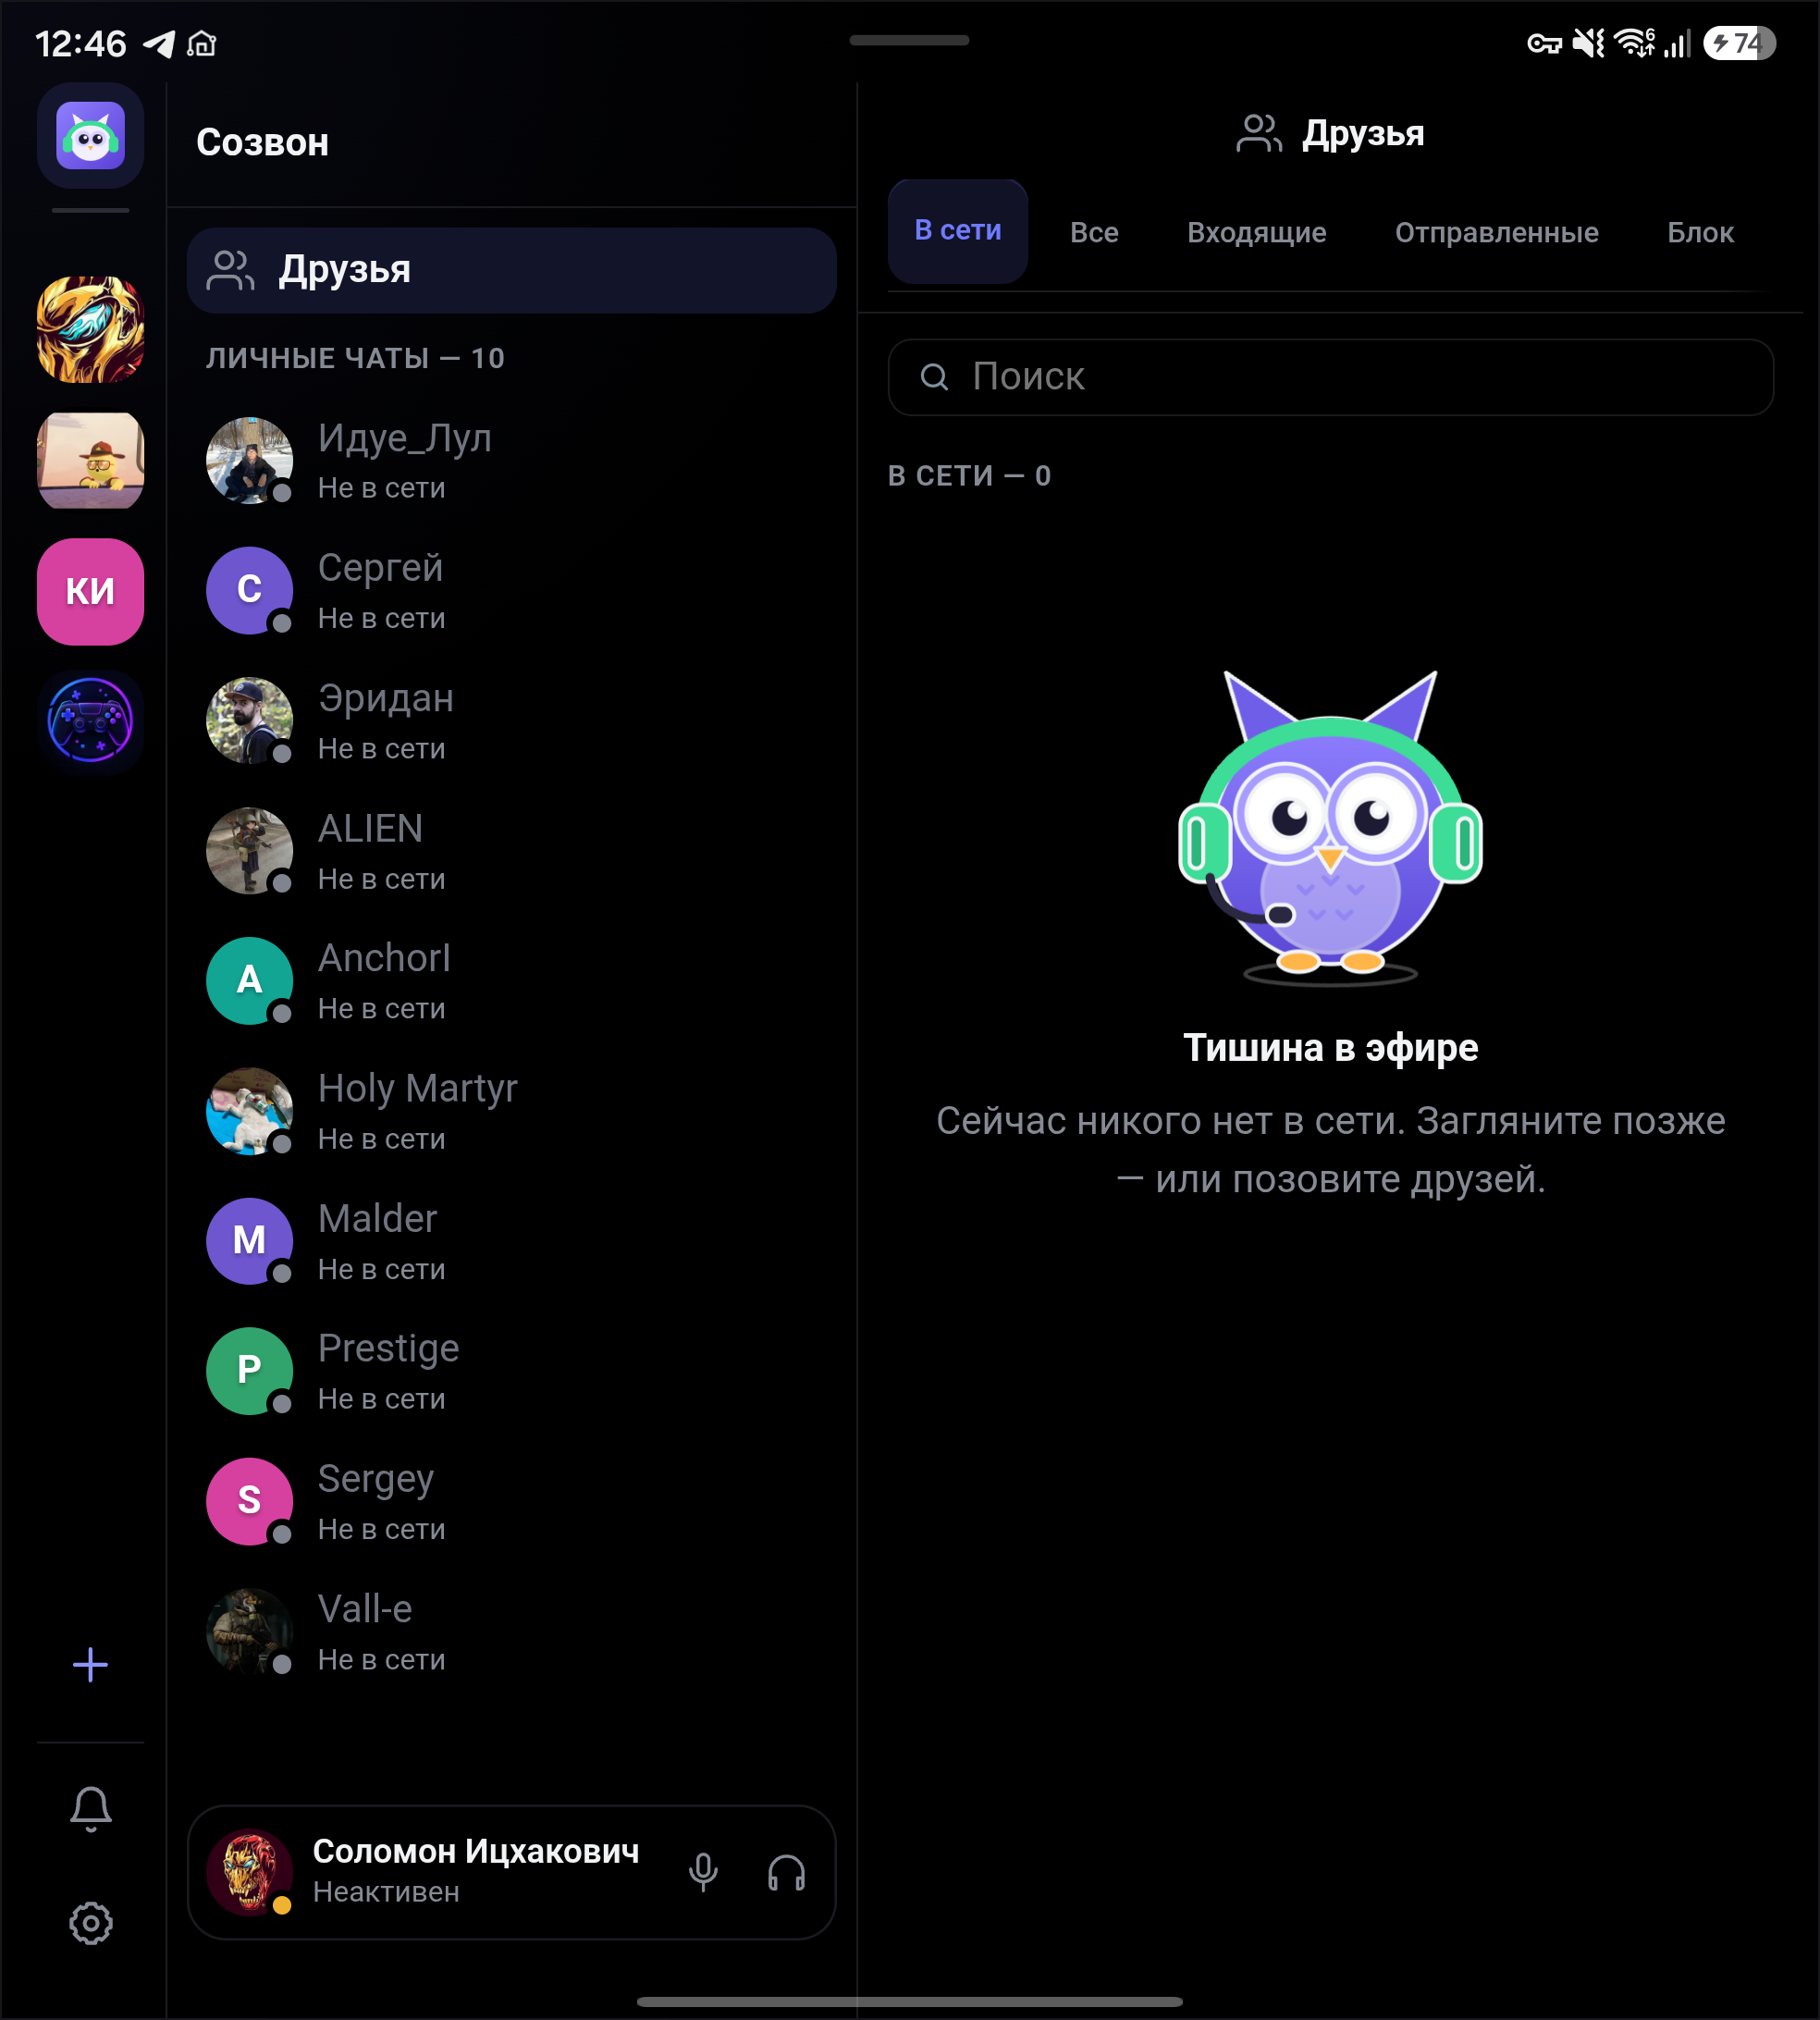 12:46
6
74
Созвон
Друзья
ЛИЧНЫЕ ЧАТЫ — 10
Идуе_Лул
Не в сети
С
Сергей
Не в сети
Эридан
Не в сети
ALIEN
Не в сети
A
AnchorI
Не в сети
Holy Martyr
Не в сети
M
Malder
Не в сети
P
Prestige
Не в сети
S
Sergey
Не в сети
Vall-e
Не в сети
КИ
Соломон Ицхакович
Неактивен
Друзья
В сети
Все
Входящие
Отправленные
Блок
Поиск
В СЕТИ — 0
Тишина в эфире
Сейчас никого нет в сети. Загляните позже
— или позовите друзей.